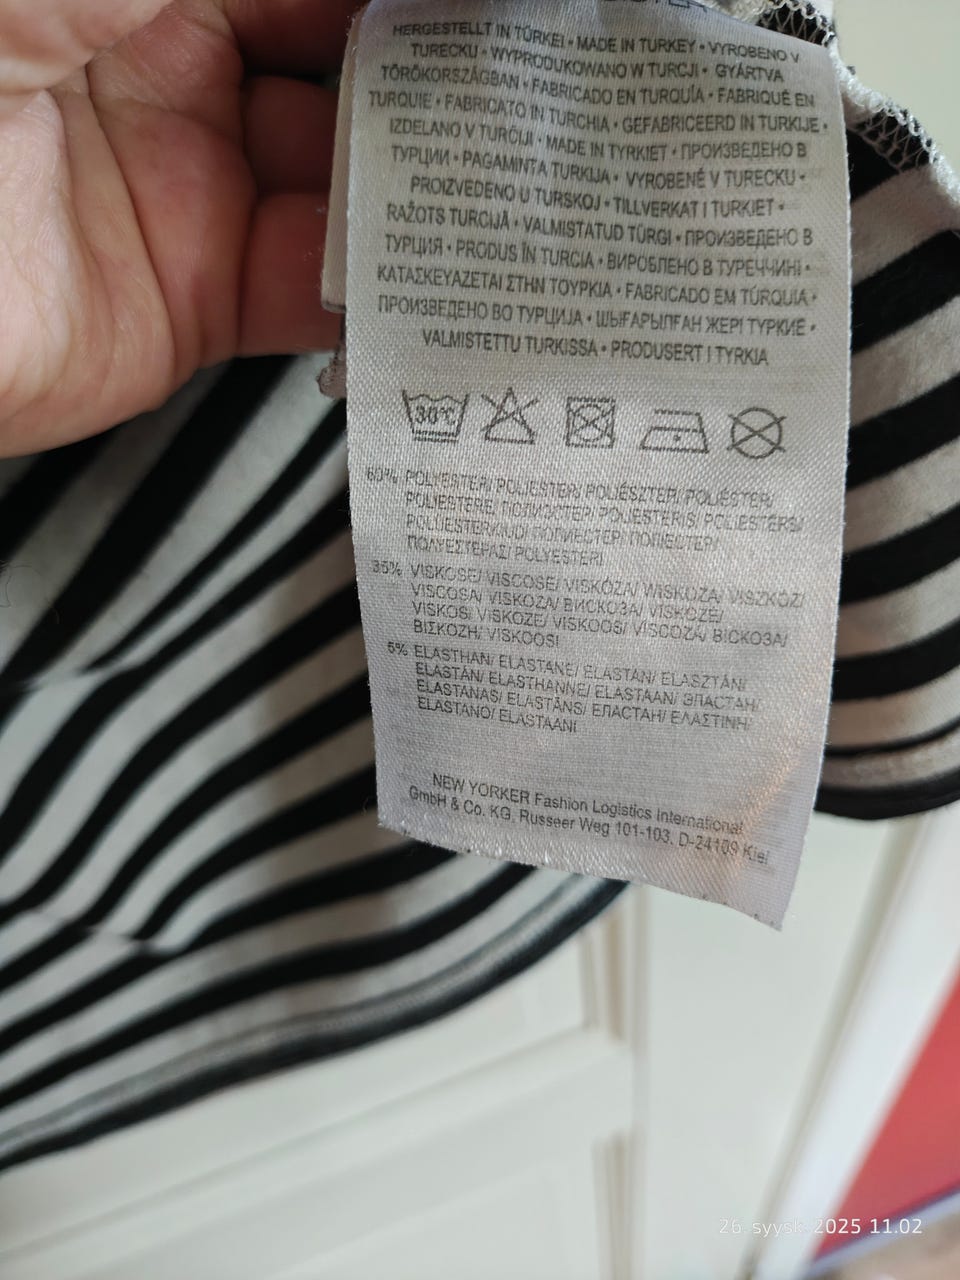 HERGESTELLT IN TÜRKEI • MADE IN TURKEY • VYROBENO V
TURECKU • WYPRODUKOWANO W TURCJI • GYÁRTVA
TÖRÖKORSZÁGBAN • FABRICADO EN TURQUÍA • FABRIQUÉ EN
TURQUIE • FABRICATO IN TURCHIA • GEFABRICEERD IN TURKIJE •
IZDELANO V TURČIJI • MADE IN TYRKIET • ПРОИЗВЕДЕНО В
ТУРЦИИ • PAGAMINTA TURKIJA • VYROBENÉ V TURECKU •
PROIZVEDENO U TURSKOJ • TILLVERKAT I TURKIET •
RAŽOTS TURCIJĀ • VALMISTATUD TÜRGI • ПРОИЗВЕДЕНО В
ТУРЦИЯ • PRODUS ÎN TURCIA • ВИРОБЛЕНО В ТУРЕЧЧИНІ •
ΚΑΤΑΣΚΕΥΑΖΕΤΑΙ ΣΤΗΝ ΤΟΥΡΚΙΑ • FABRICADO EM TÚRQUIA •
ПРОИЗВЕДЕНО ВО ТУРЦИЈА • ШЫҒАРЫЛҒАН ЖЕРІ ТУРКИЕ •
VALMISTETTU TURKISSA • PRODUSERT I TYRKIA
30°C
60% POLYESTER/ POLIESTER/ POLIÉSZTER/ POLIÉSTER/
POLIESTERE/ ПОЛИЭСТЕР/ POLIESTERIS/ POLIESTERS/
POLÜESTERKIUD/ ПОЛИЕСТЕР/ ПОЛІЕСТЕР/
ΠΟΛΥΕΣΤΕΡΑΣ/ POLYESTERI
35% VISKOSE/ VISCOSE/ VISKÓZA/ WISKOZA/ VISZKÓZ/
VISCOSA/ VISKOZA/ ВИСКОЗА/ VISKOZĖ/
VISKOS/ VISKOZE/ VISKOOS/ VISCOZĂ/ ВІСКОЗА/
ΒΙΣΚΟΖΗ/ VISKOOSI
5% ELASTHAN/ ELASTANE/ ELASTAN/ ELASZTÁN/
ELASTÁN/ ELASTHANNE/ ELASTAAN/ ЭЛАСТАН/
ELASTANAS/ ELASTĀNS/ ЕЛАСТАН/ ΕΛΑΣΤΙΝΗ/
ELASTANO/ ELASTAANI
NEW YORKER Fashion Logistics International
GmbH & Co. KG, Russeer Weg 101-103, D-24109 Kiel
26. syysk. 2025 11.02